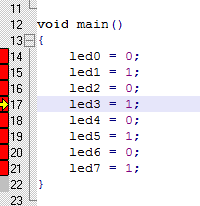 11
12 void main()
13 {
14 led0 = 0;
15 led1 = 1;
16 led2 = 0;
17 led3 = 1;
18 led4 = 0;
19 led5 = 1;
20 led6 = 0;
21 led7 = 1;
22 }
23